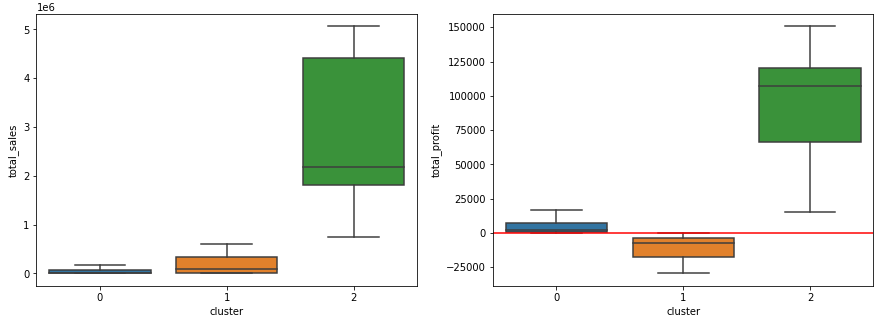 1e6
5
4
3
2
1
0
total_sales
0 1 2
cluster
150000
125000
100000
75000
50000
25000
0
−25000
total_profit
0 1 2
cluster